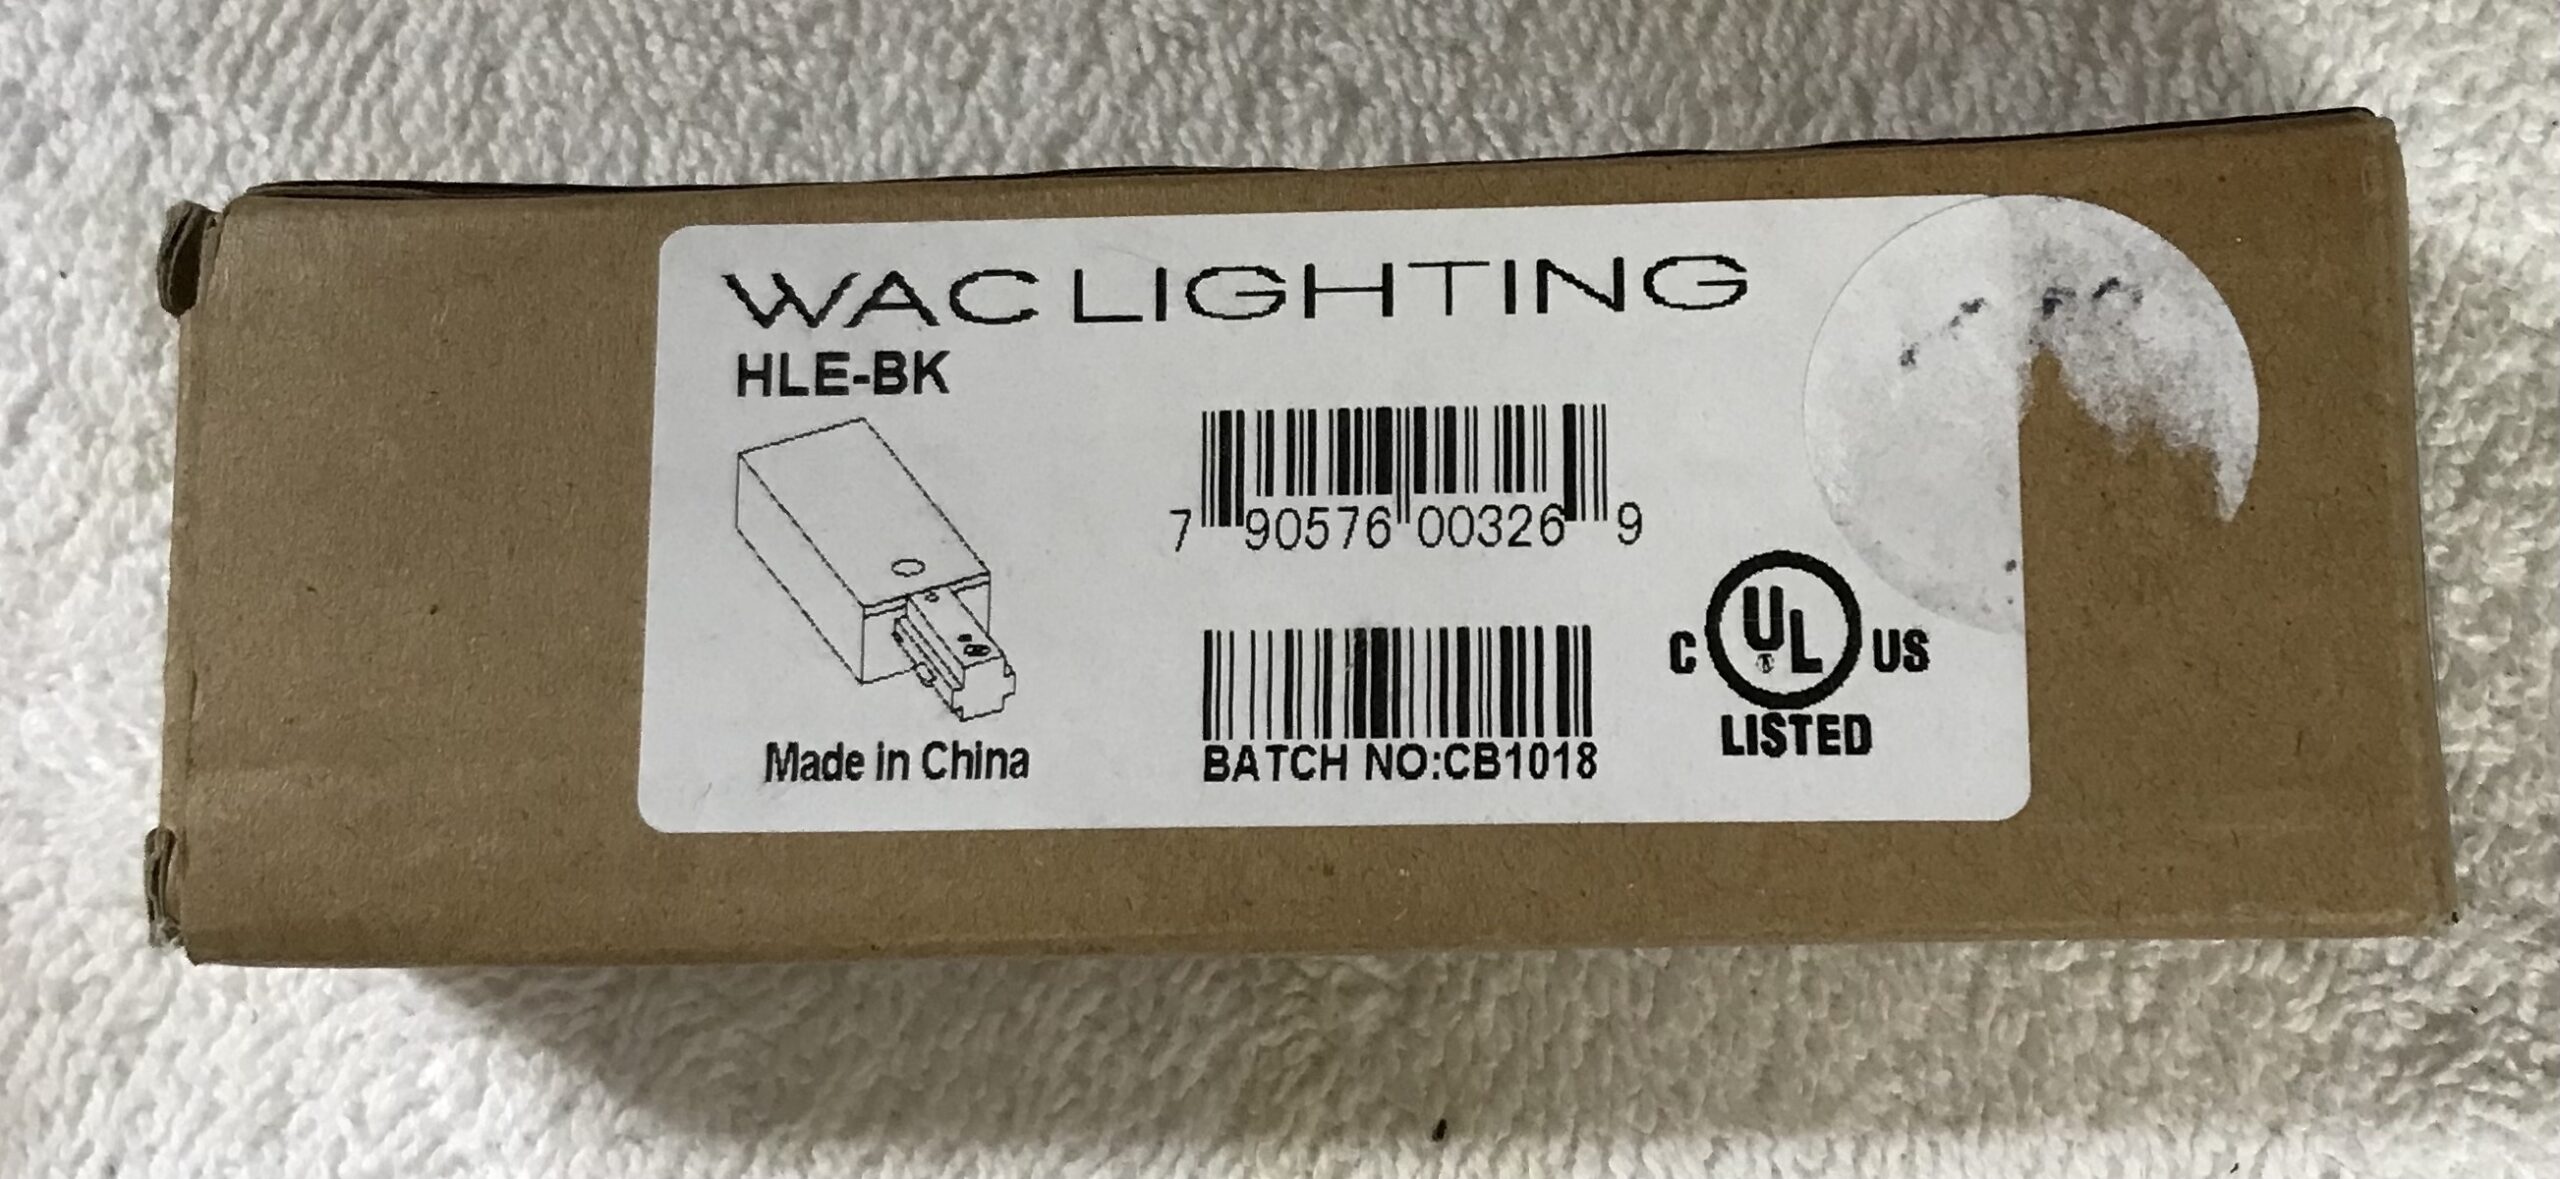 WAC LIGHTING
HLE-BK
7 90576 00326 9
C UL US
LISTED
Made in China
BATCH NO:CB1018